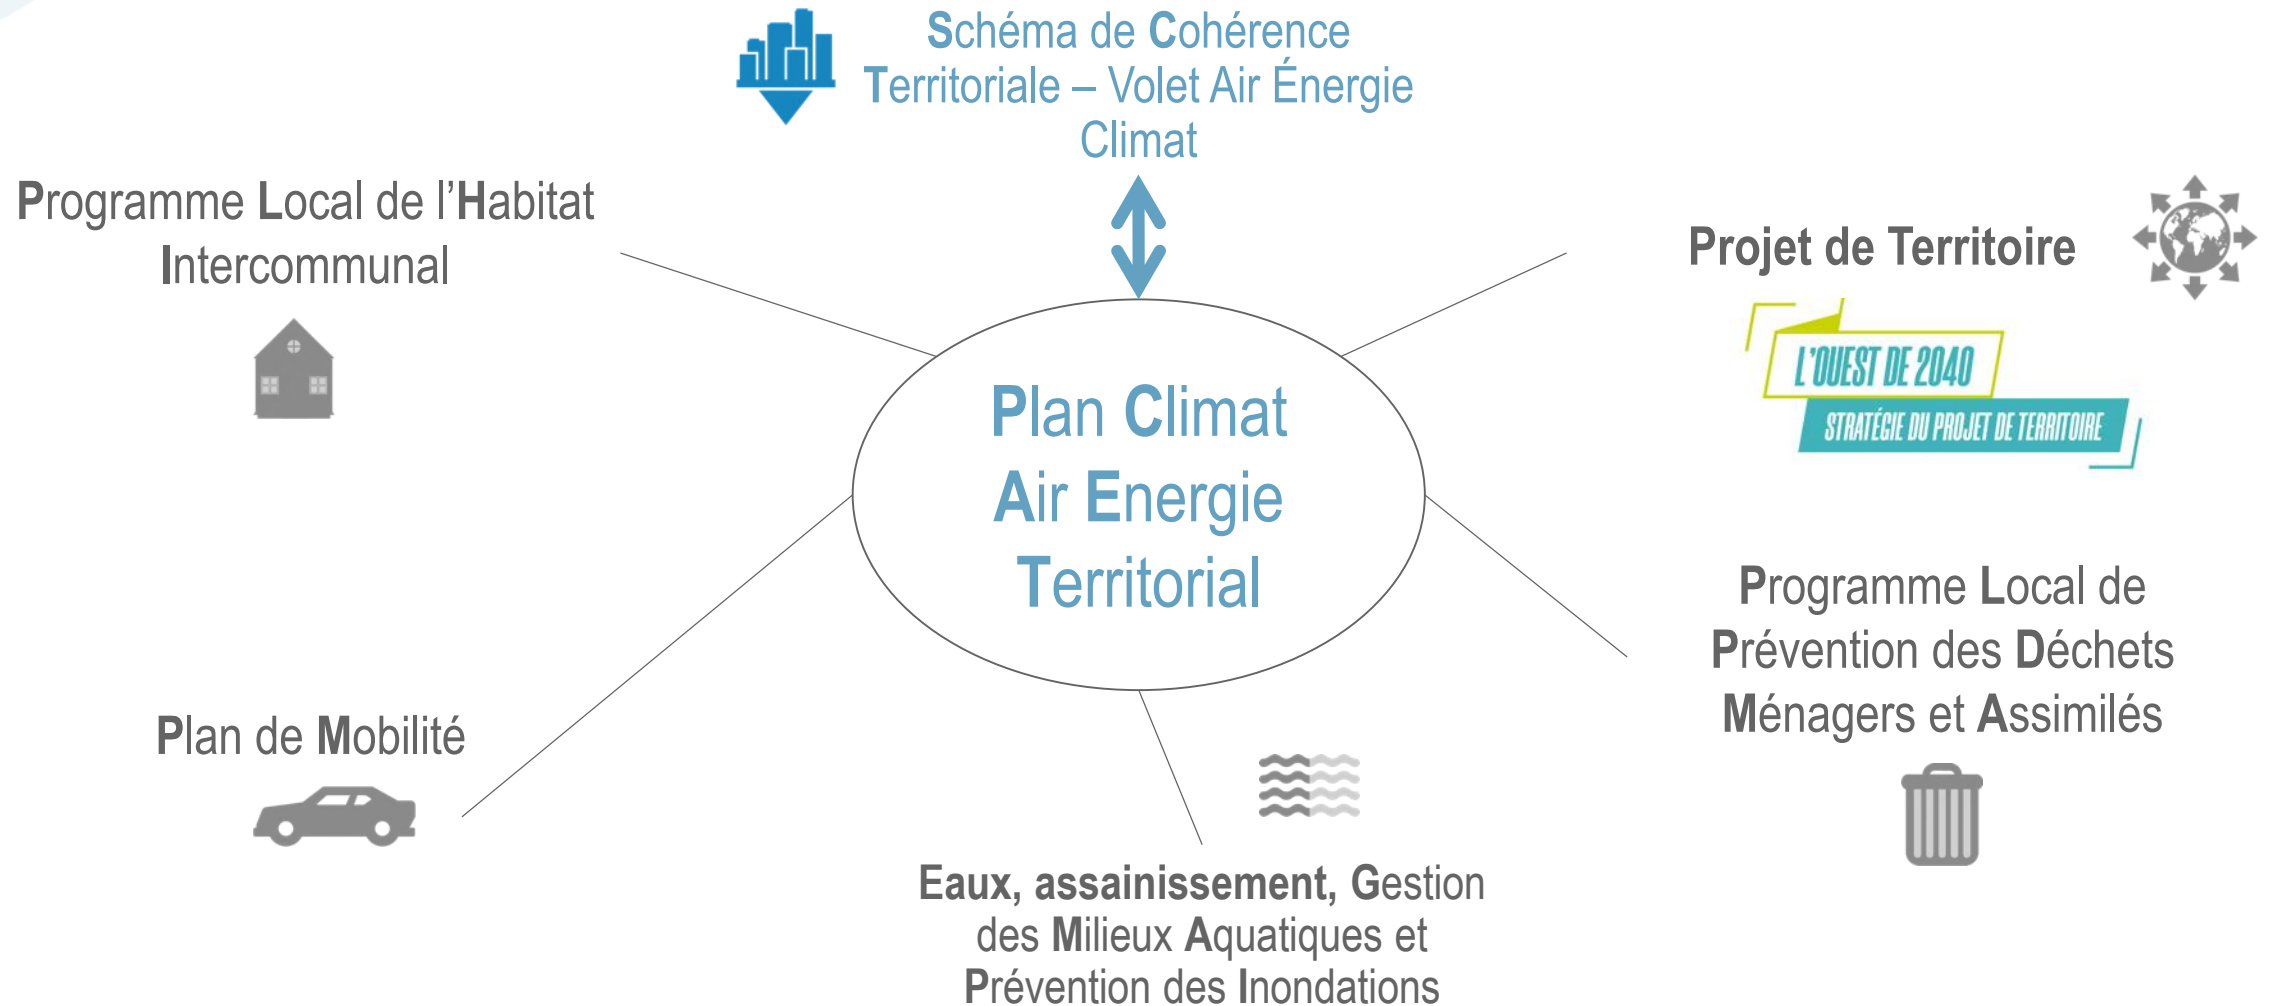 Schéma de Cohérence
Territoriale – Volet Air Énergie
Climat
Programme Local de l’Habitat
Intercommunal
Projet de Territoire
L'OUEST DE 2040
STRATÉGIE DU PROJET DE TERRITOIRE
Plan Climat
Air Energie
Territorial
Programme Local de
Prévention des Déchets
Ménagers et Assimilés
Plan de Mobilité
Eaux, assainissement, Gestion
des Milieux Aquatiques et
Prévention des Inondations